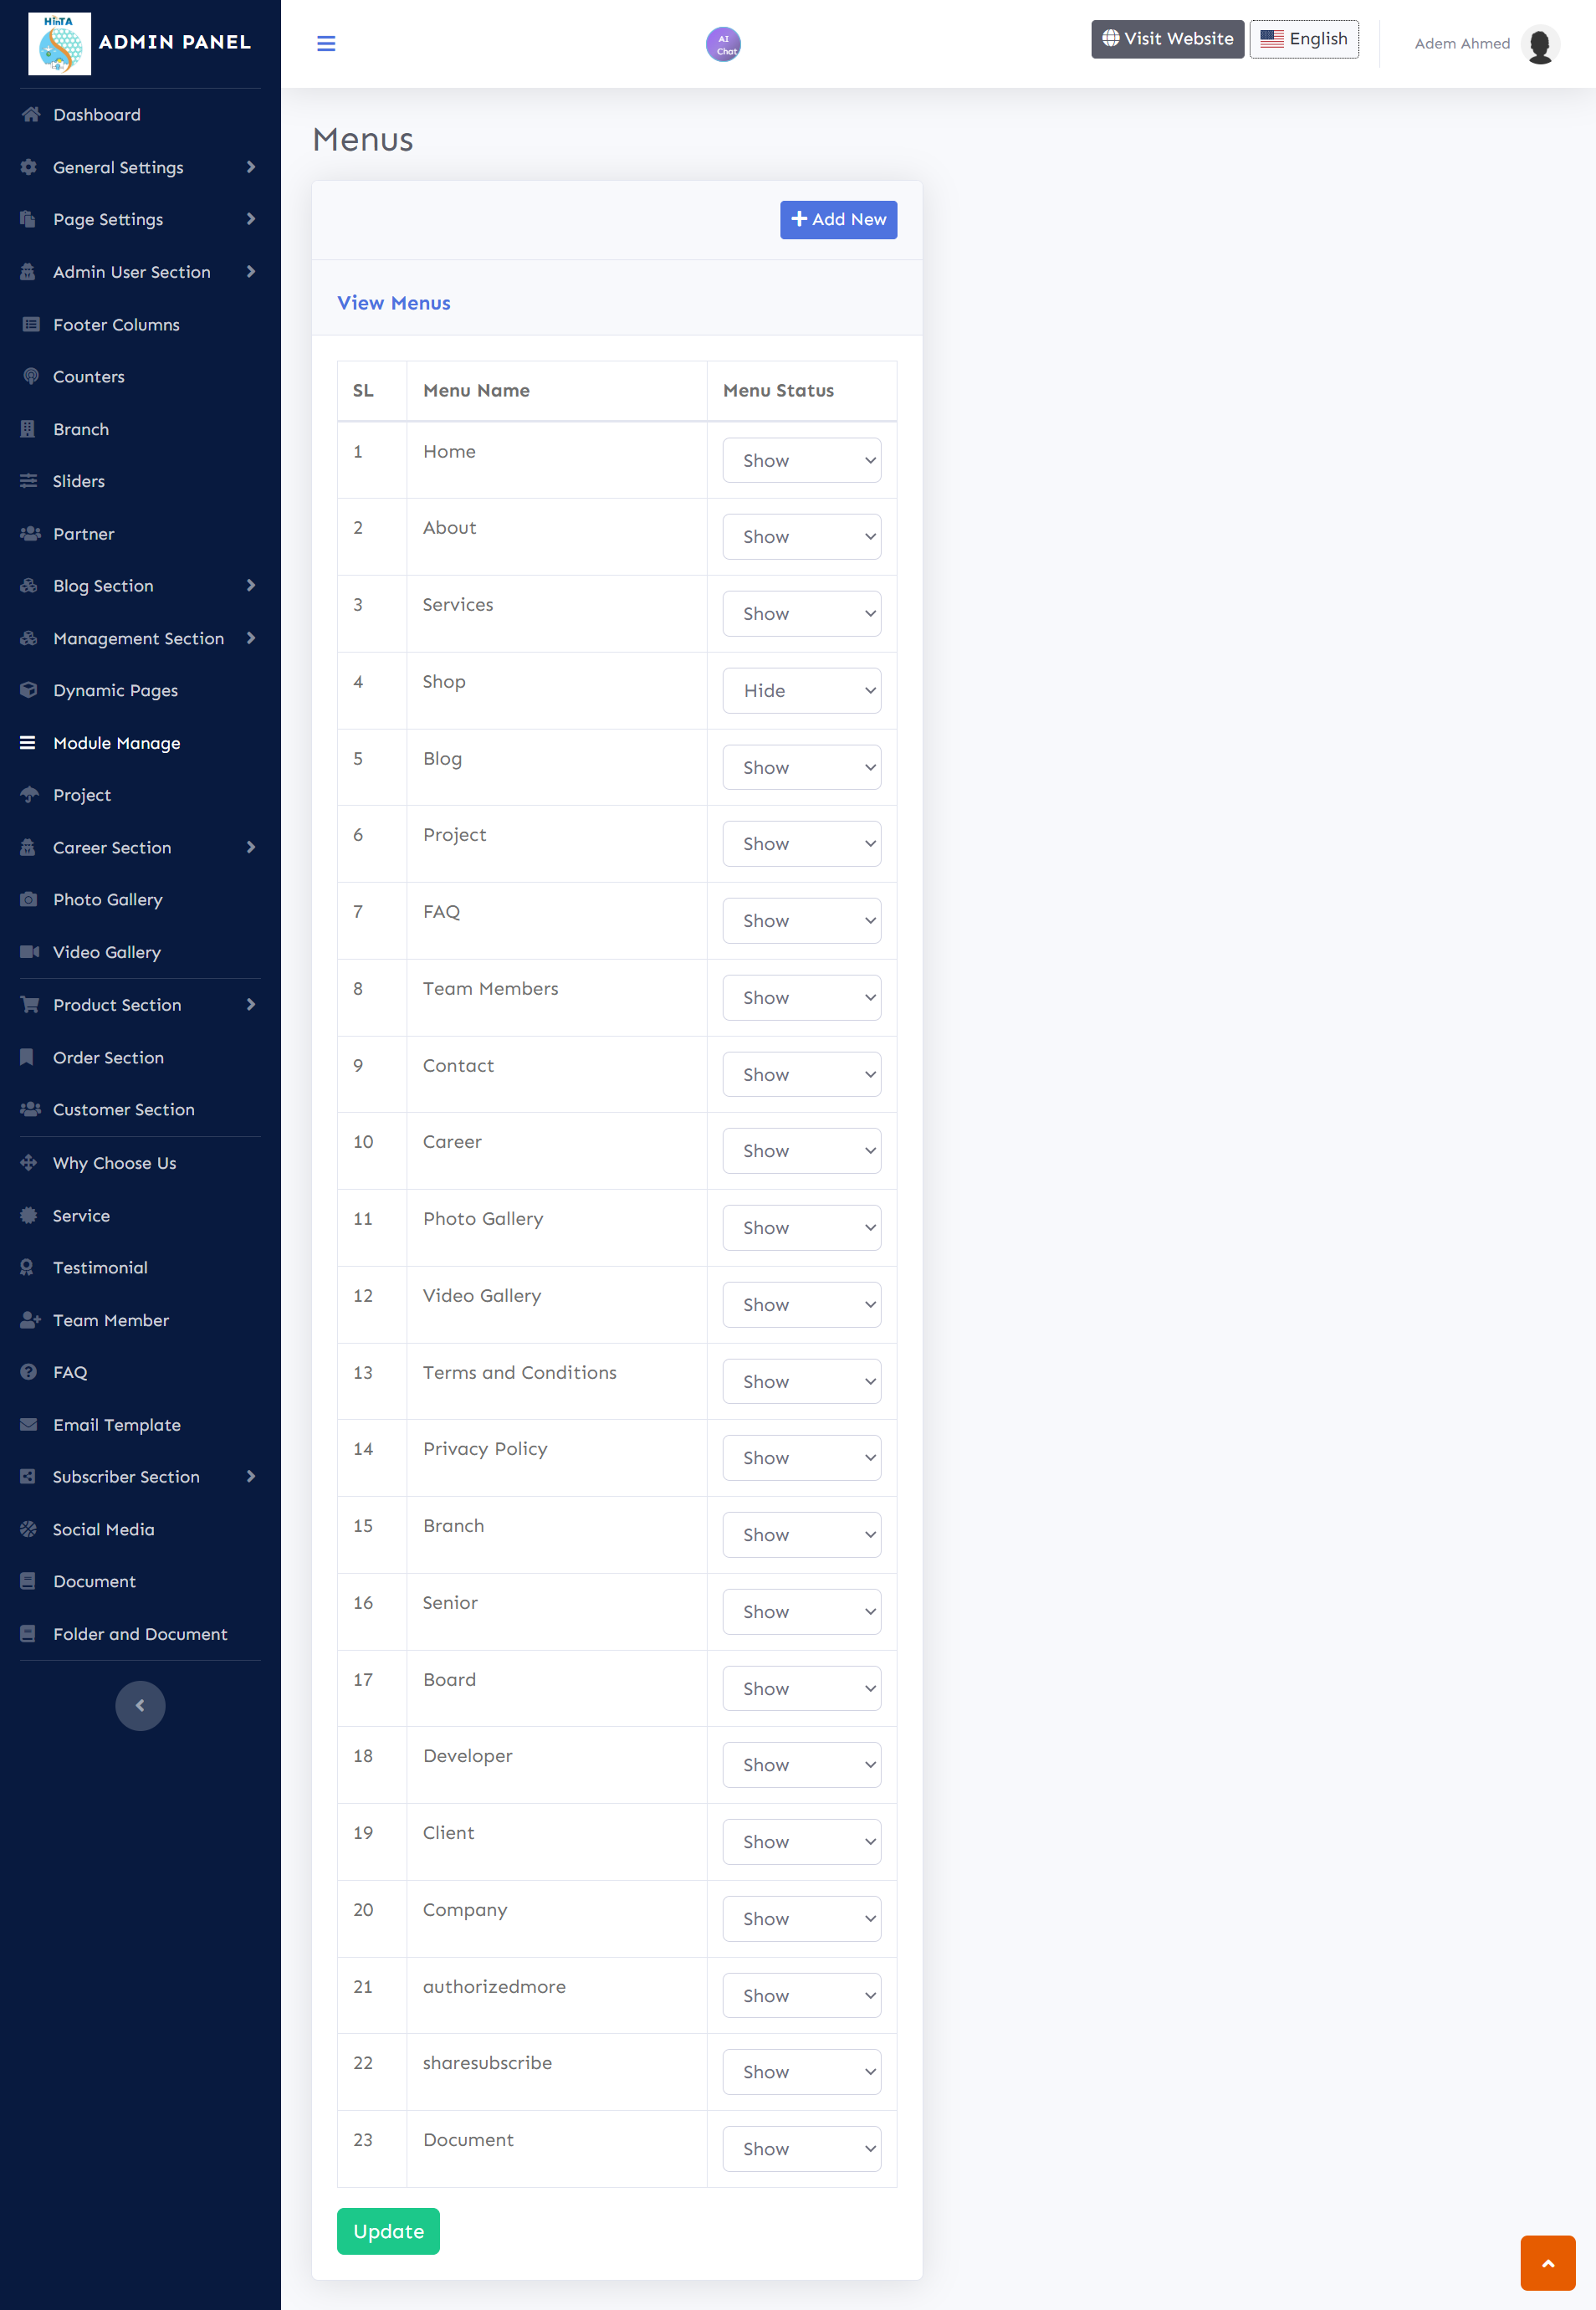 HinTA
ADMIN PANEL
AI
Chat
Visit Website
English
Adem Ahmed
Dashboard
General Settings
Page Settings
Admin User Section
Footer Columns
Counters
Branch
Sliders
Partner
Blog Section
Management Section
Dynamic Pages
Module Manage
Project
Career Section
Photo Gallery
Video Gallery
Product Section
Order Section
Customer Section
Why Choose Us
Service
Testimonial
Team Member
FAQ
Email Template
Subscriber Section
Social Media
Document
Folder and Document
Menus
Add New
View Menus
SL Menu Name Menu Status
1 Home Show
2 About Show
3 Services Show
4 Shop Hide
5 Blog Show
6 Project Show
7 FAQ Show
8 Team Members Show
9 Contact Show
10 Career Show
11 Photo Gallery Show
12 Video Gallery Show
13 Terms and Conditions Show
14 Privacy Policy Show
15 Branch Show
16 Senior Show
17 Board Show
18 Developer Show
19 Client Show
20 Company Show
21 authorizedmore Show
22 sharesubscribe Show
23 Document Show
Update